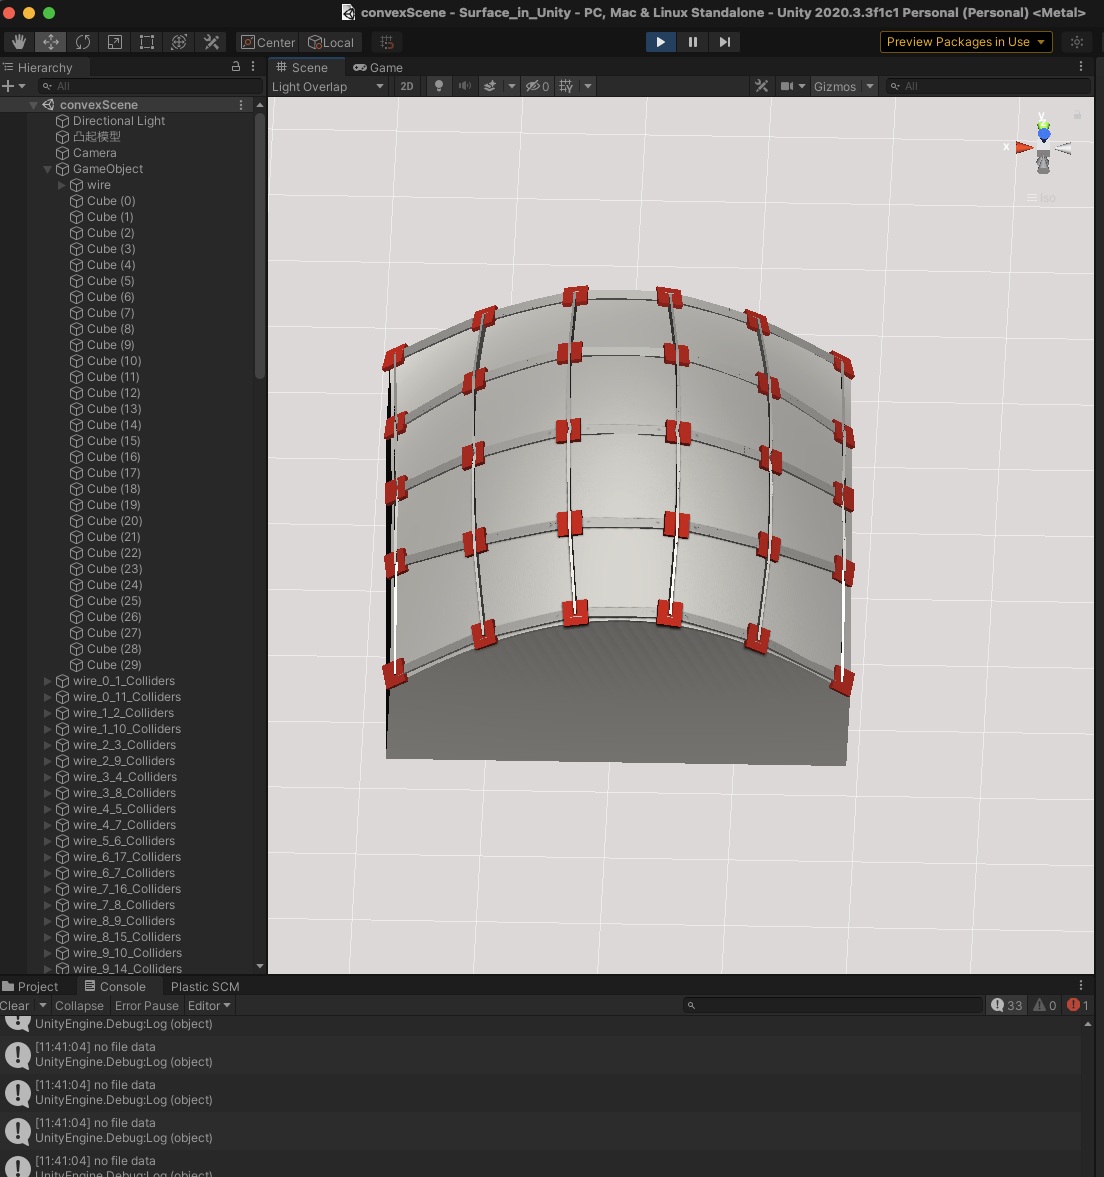 convexScene - Surface_in_Unity - PC, Mac & Linux Standalone - Unity 2020.3.3f1c1 Personal (Personal) <Metal>
Center Local Preview Packages in Use
Hierarchy
Scene Game
All
Light Overlap 2D 0 Gizmos All
convexScene
Directional Light
凸起模型
Camera
GameObject
wire
Cube (0)
Cube (1)
Cube (2)
Cube (3)
Cube (4)
Cube (5)
Cube (6)
Cube (7)
Cube (8)
Cube (9)
Cube (10)
Cube (11)
Cube (12)
Cube (13)
Cube (14)
Cube (15)
Cube (16)
Cube (17)
Cube (18)
Cube (19)
Cube (20)
Cube (21)
Cube (22)
Cube (23)
Cube (24)
Cube (25)
Cube (26)
Cube (27)
Cube (28)
Cube (29)
wire_0_1_Colliders
wire_0_11_Colliders
wire_1_2_Colliders
wire_1_10_Colliders
wire_2_3_Colliders
wire_2_9_Colliders
wire_3_4_Colliders
wire_3_8_Colliders
wire_4_5_Colliders
wire_4_7_Colliders
wire_5_6_Colliders
wire_6_17_Colliders
wire_6_7_Colliders
wire_7_16_Colliders
wire_7_8_Colliders
wire_8_9_Colliders
wire_8_15_Colliders
wire_9_10_Colliders
wire_9_14_Colliders
y
x
Iso
Project Console Plastic SCM
Clear Collapse Error Pause Editor 33 0 1
UnityEngine.Debug:Log (object)
[11:41:04] no file data
UnityEngine.Debug:Log (object)
[11:41:04] no file data
UnityEngine.Debug:Log (object)
[11:41:04] no file data
UnityEngine.Debug:Log (object)
[11:41:04] no file data
UnityEngine.Debug:Log (object)